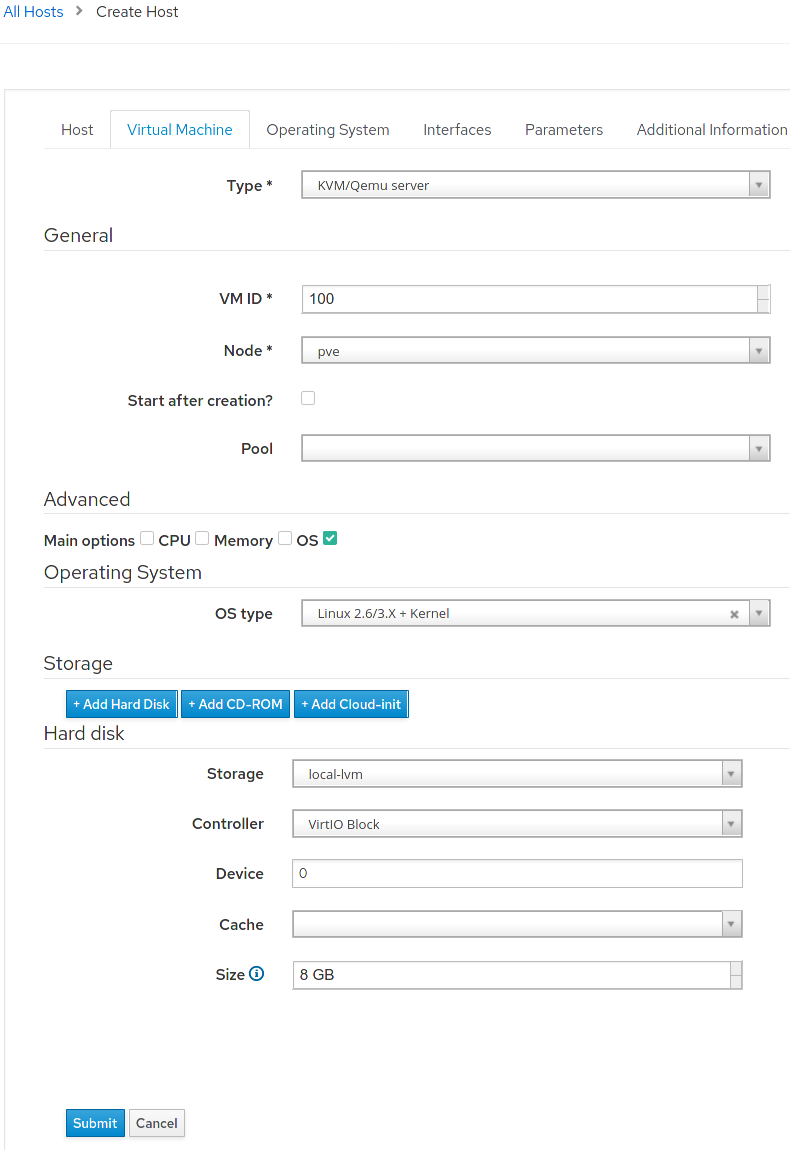 All Hosts > Create Host
Host Virtual Machine Operating System Interfaces Parameters Additional Information
Type * KVM/Qemu server
General
VM ID * 100
Node * pve
Start after creation?
Pool
Advanced
Main options CPU Memory OS
Operating System
OS type Linux 2.6/3.X + Kernel
Storage
+ Add Hard Disk + Add CD-ROM + Add Cloud-init
Hard disk
Storage local-lvm
Controller VirtIO Block
Device 0
Cache
Size 8 GB
Submit Cancel